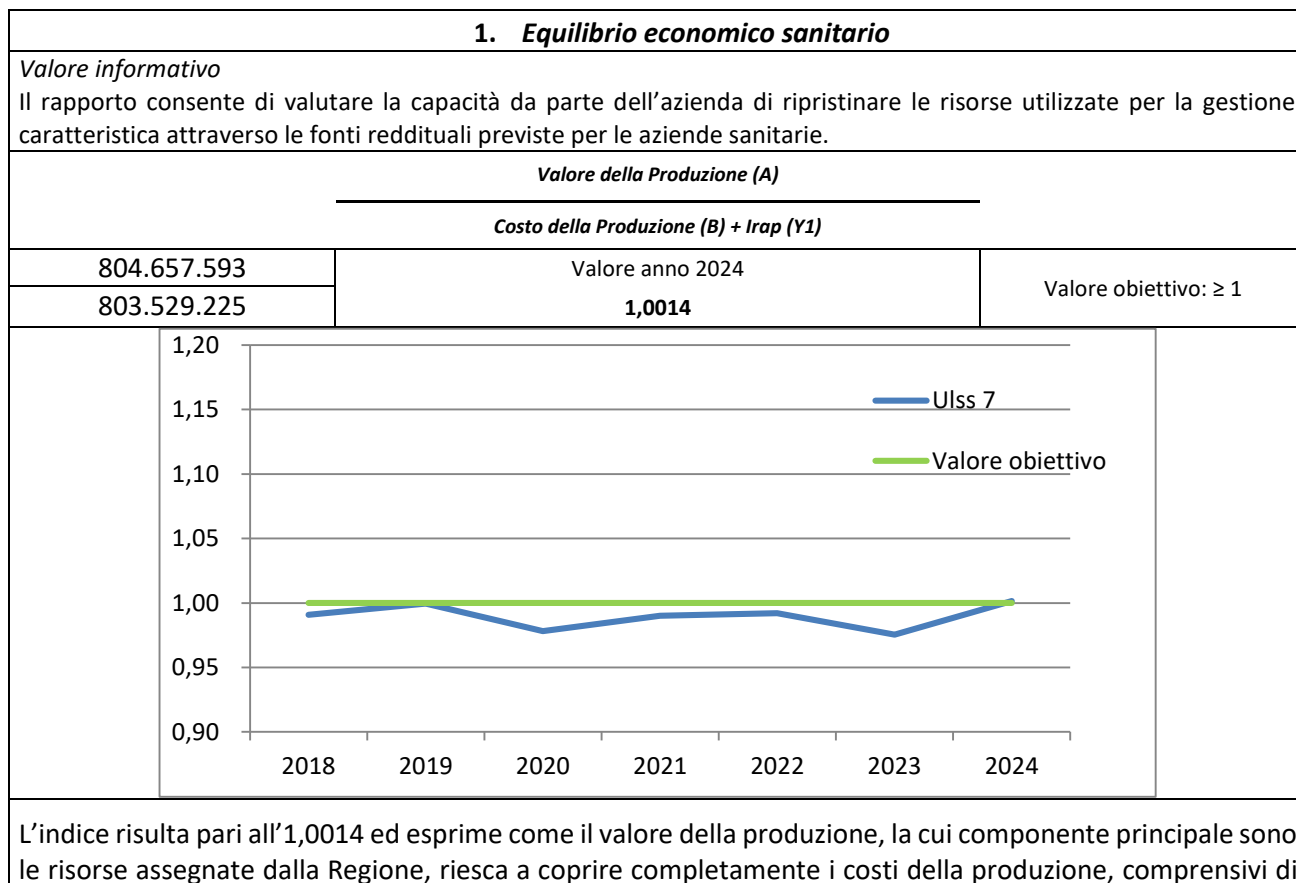 1. Equilibrio economico sanitario
Valore informativo
Il rapporto consente di valutare la capacità da parte dell'azienda di ripristinare le risorse utilizzate per la gestione
caratteristica attraverso le fonti reddituali previste per le aziende sanitarie.
Valore della Produzione (A)
Costo della Produzione (B) + Irap (Y1)
804.657.593
Valore anno 2024
Valore obiettivo: ≥ 1
803.529.225
1,0014
1,20
1,15
1,10
1,05
1,00
0,95
0,90
Ulss 7
Valore obiettivo
2018 2019 2020 2021 2022 2023 2024
L'indice risulta pari all'1,0014 ed esprime come il valore della produzione, la cui componente principale sono
le risorse assegnate dalla Regione, riesca a coprire completamente i costi della produzione, comprensivi di